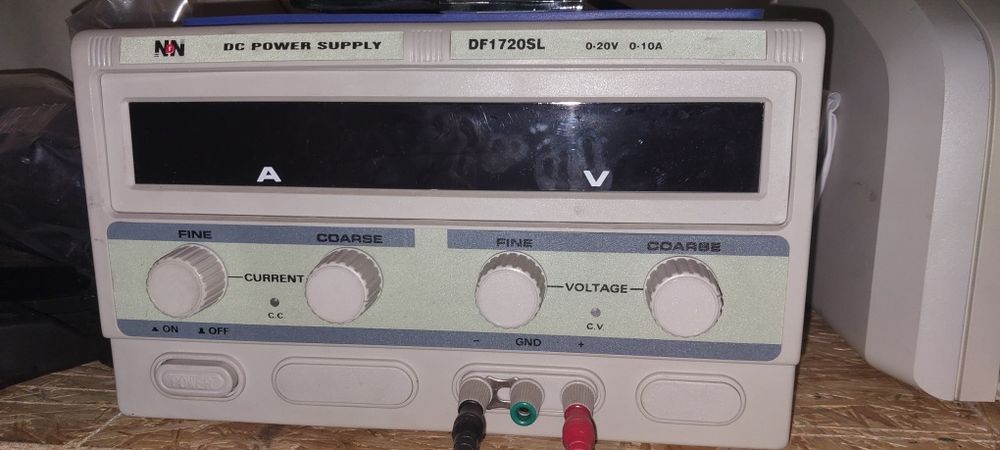 NN DC POWER SUPPLY
DF1720SL 0-20V 0-10A
A V
FINE COARSE FINE COARSE
CURRENT VOLTAGE
C.C C.V
ON OFF
- GND +
POWER